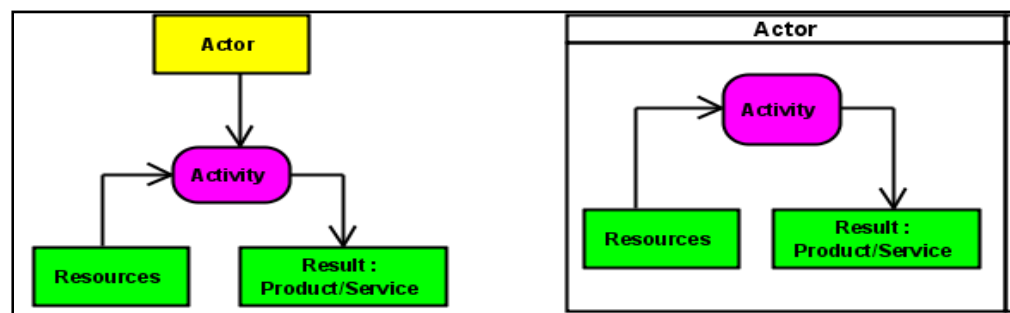 Actor
Activity
Resources
Result :
Product/Service
Actor
Activity
Resources
Result :
Product/Service